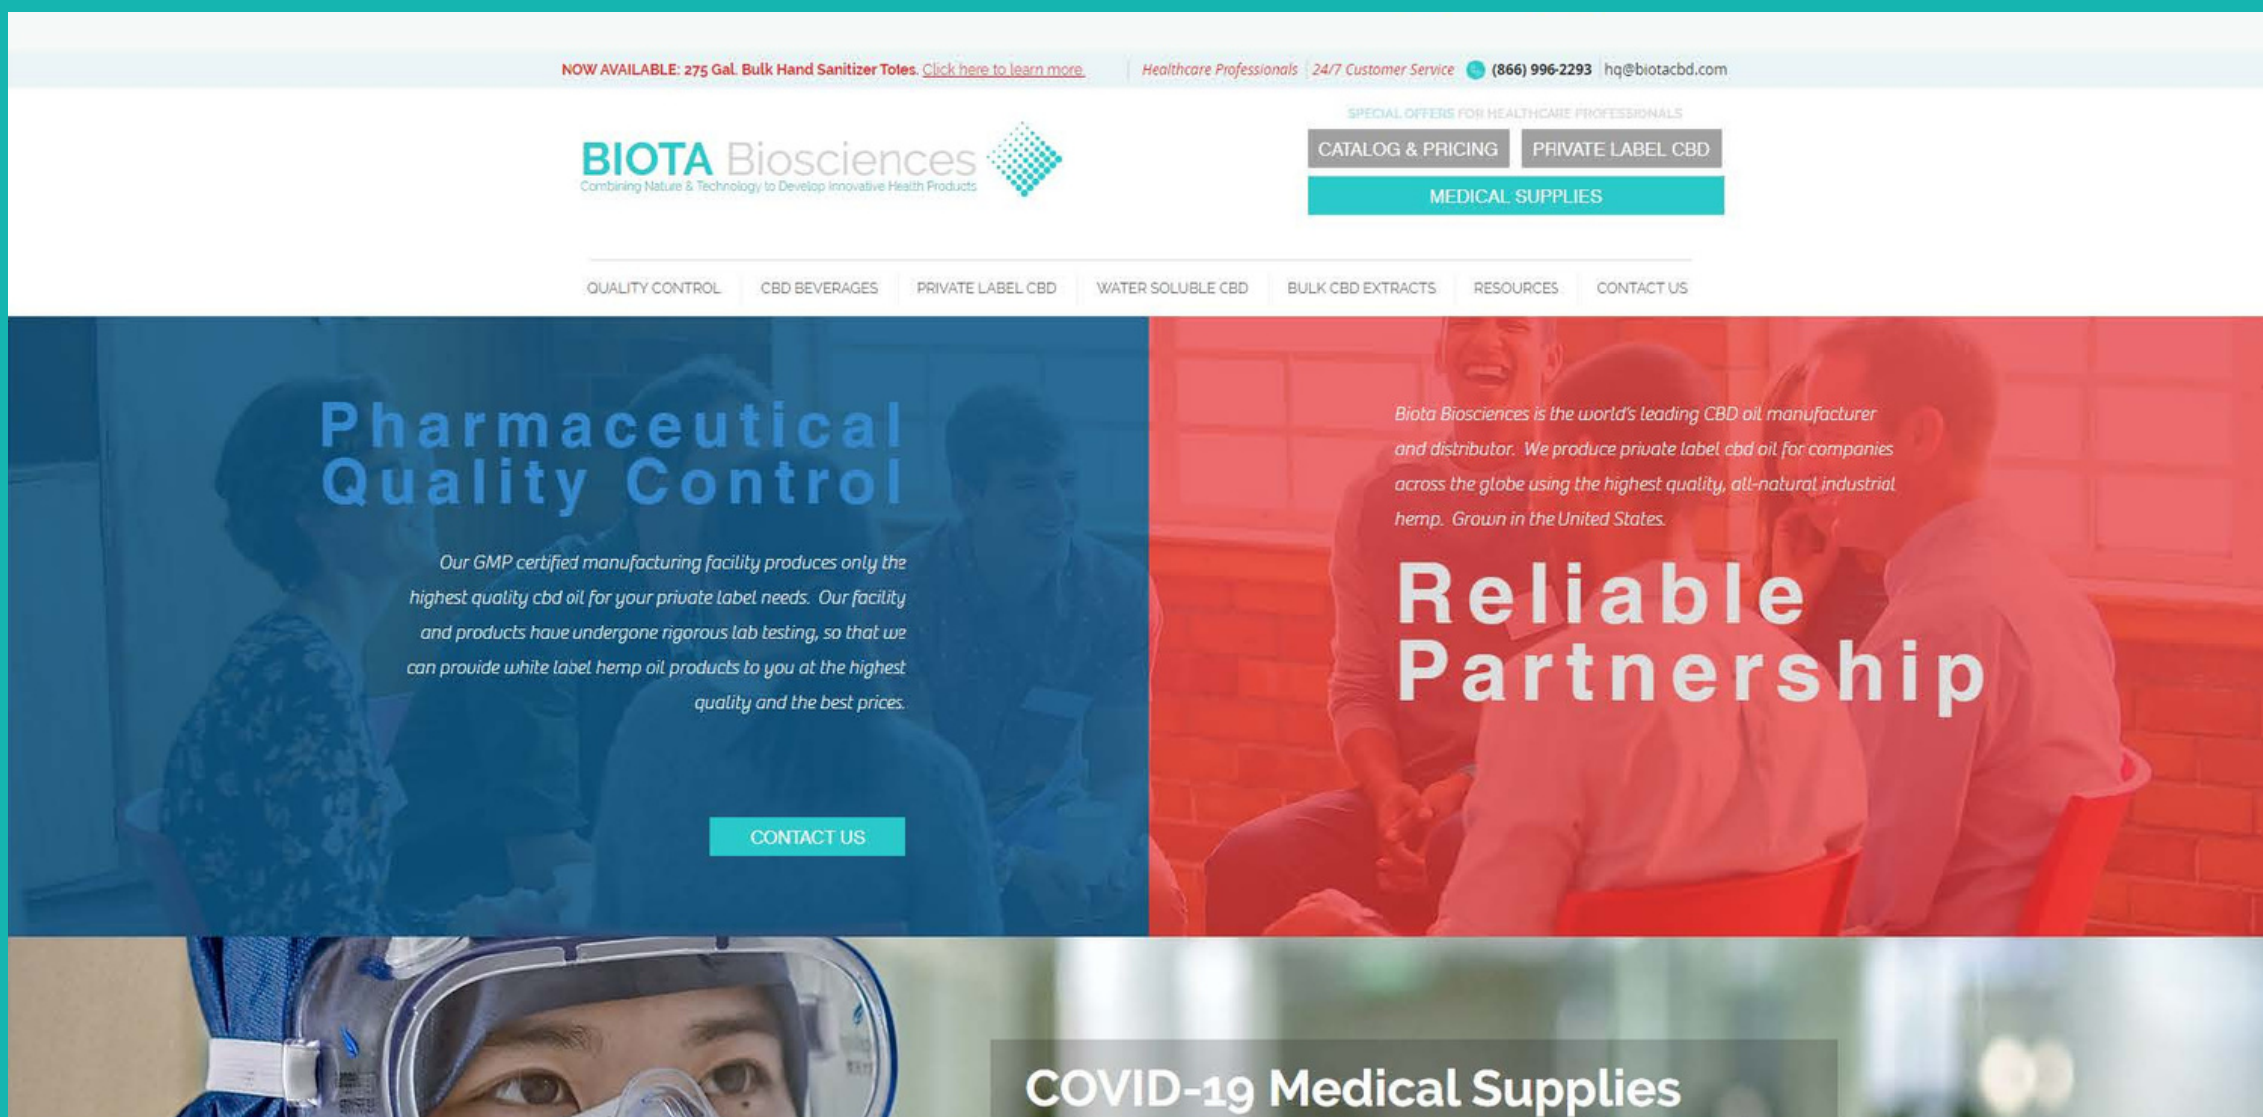 NOW AVAILABLE: 275 Gal. Bulk Hand Sanitizer Totes. Click here to learn more.
Healthcare Professionals
24/7 Customer Service
(866) 996-2293
hq@biotacbd.com
BIOTA Biosciences
Combining Nature & Technology to Develop Innovative Health Products
SPECIAL OFFERS FOR HEALTHCARE PROFESSIONALS
CATALOG & PRICING
PRIVATE LABEL CBD
MEDICAL SUPPLIES
QUALITY CONTROL
CBD BEVERAGES
PRIVATE LABEL CBD
WATER SOLUBLE CBD
BULK CBD EXTRACTS
RESOURCES
CONTACT US
Pharmaceutical
Quality Control
Our GMP certified manufacturing facility produces only the
highest quality cbd oil for your private label needs. Our facility
and products have undergone rigorous lab testing, so that we
can provide white label hemp oil products to you at the highest
quality and the best prices.
CONTACT US
Biota Biosciences is the world's leading CBD oil manufacturer
and distributor. We produce private label cbd oil for companies
across the globe using the highest quality, all-natural industrial
hemp. Grown in the United States.
Reliable
Partnership
COVID-19 Medical Supplies